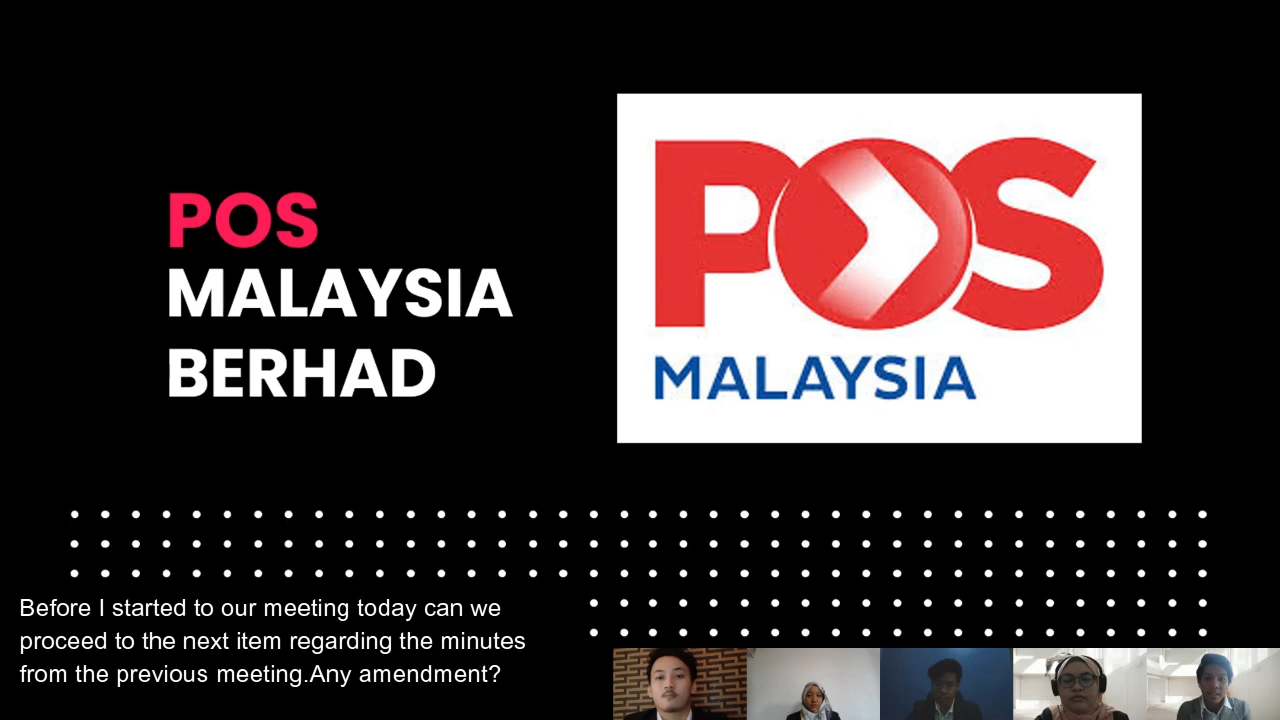 POS
MALAYSIA
BERHAD
POS
MALAYSIA
Before I started to our meeting today can we
proceed to the next item regarding the minutes
from the previous meeting.Any amendment?